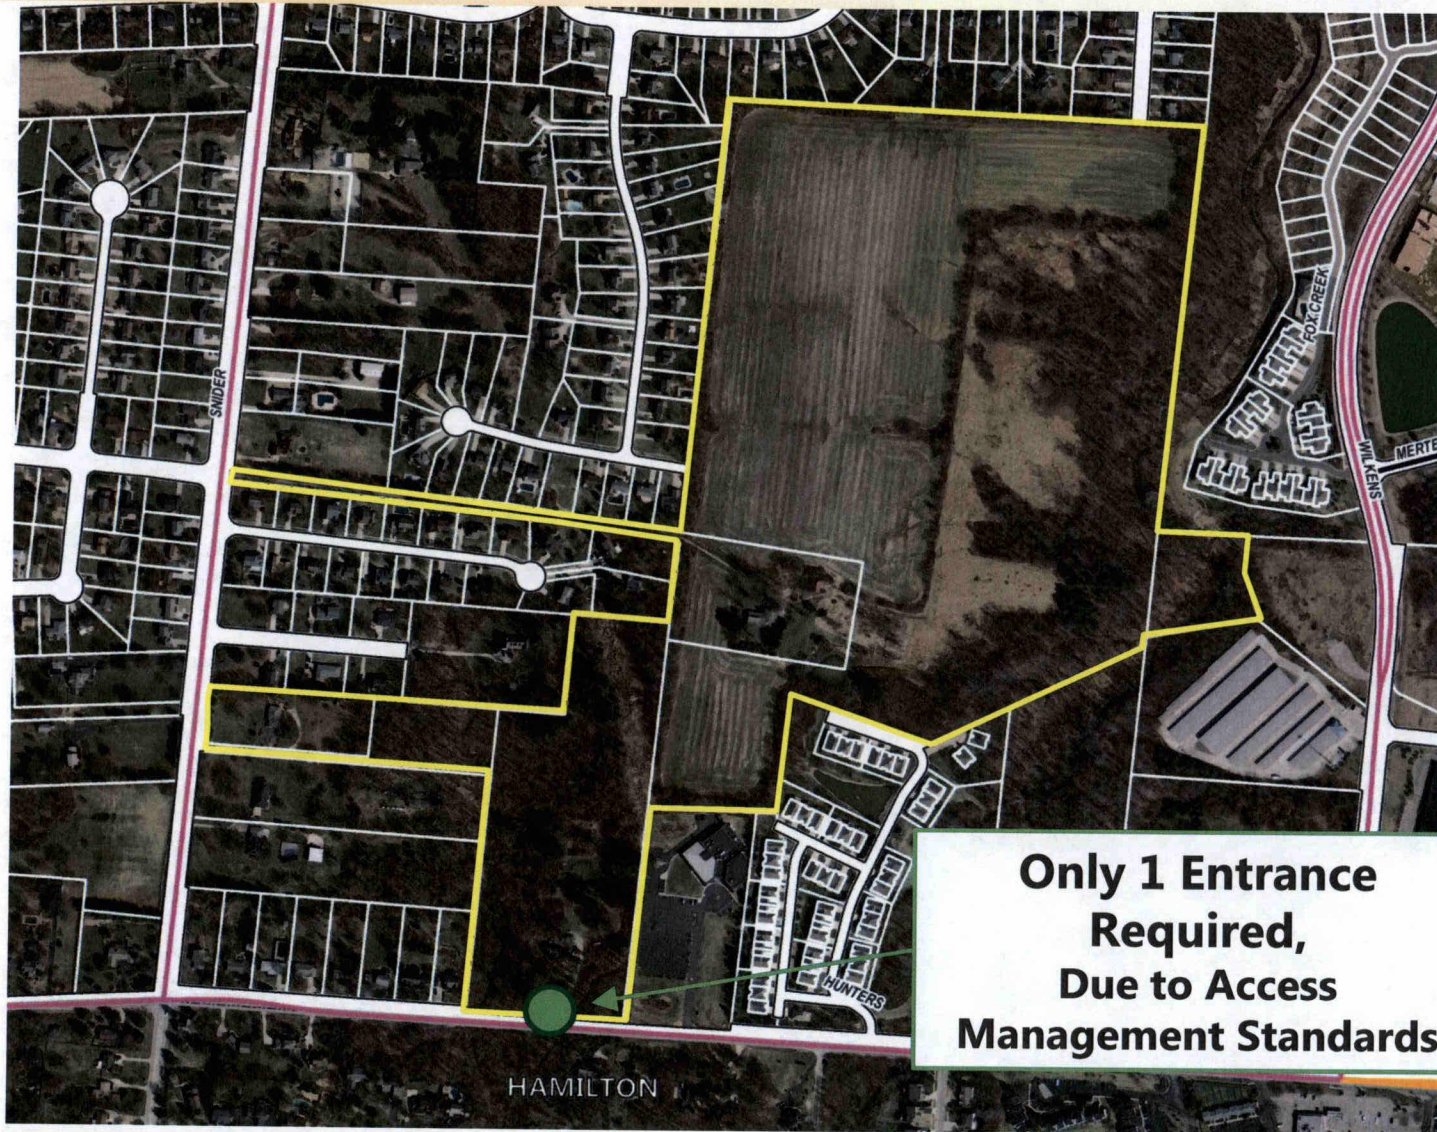 SNIDER
FOX CREEK
WILKENS
MERTE
Only 1 Entrance
Required,
Due to Access
Management Standards
HUNTERS
HAMILTON